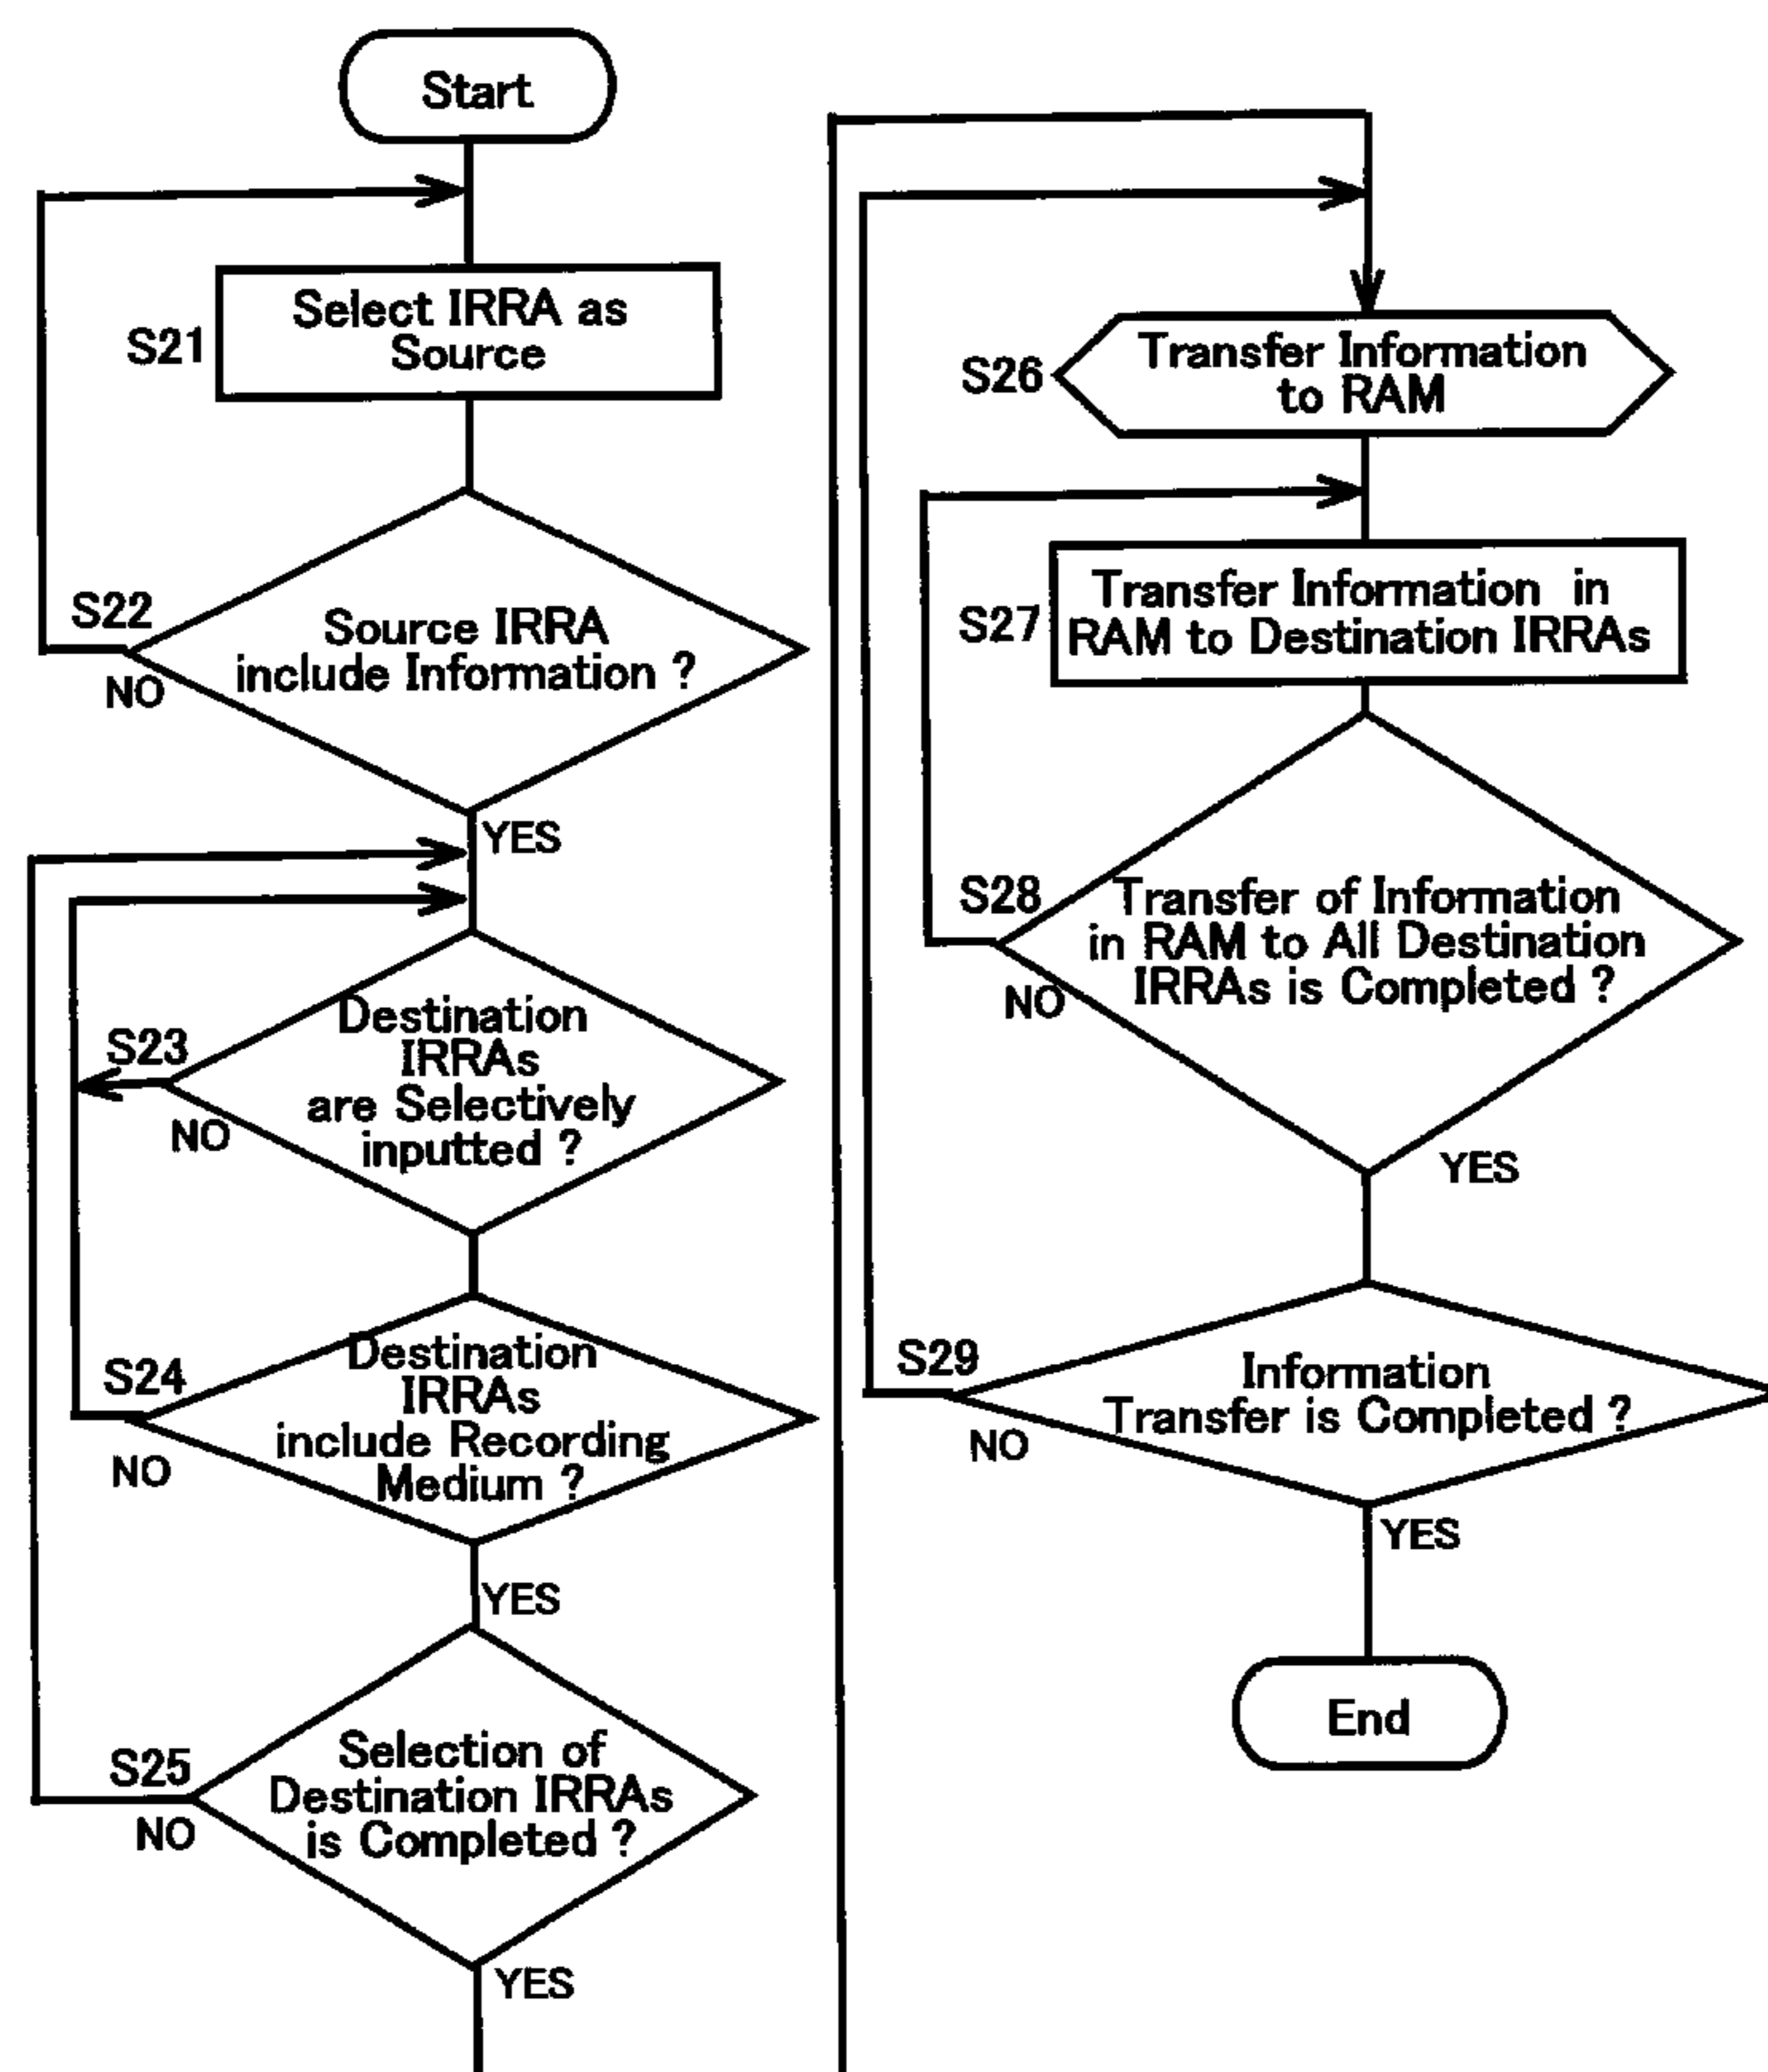 Start
S21
Select IRRA as
Source
S22
Source IRRA
include Information ?
NO
YES
S23
Destination
IRRAs
are Selectively
inputted ?
NO
S24
Destination
IRRAs
include Recording
Medium ?
NO
YES
S25
Selection of
Destination IRRAs
is Completed ?
NO
YES
S26
Transfer Information
to RAM
S27
Transfer Information in
RAM to Destination IRRAs
S28
Transfer of Information
in RAM to All Destination
IRRAs is Completed ?
NO
YES
S29
Information
Transfer is Completed ?
NO
YES
End